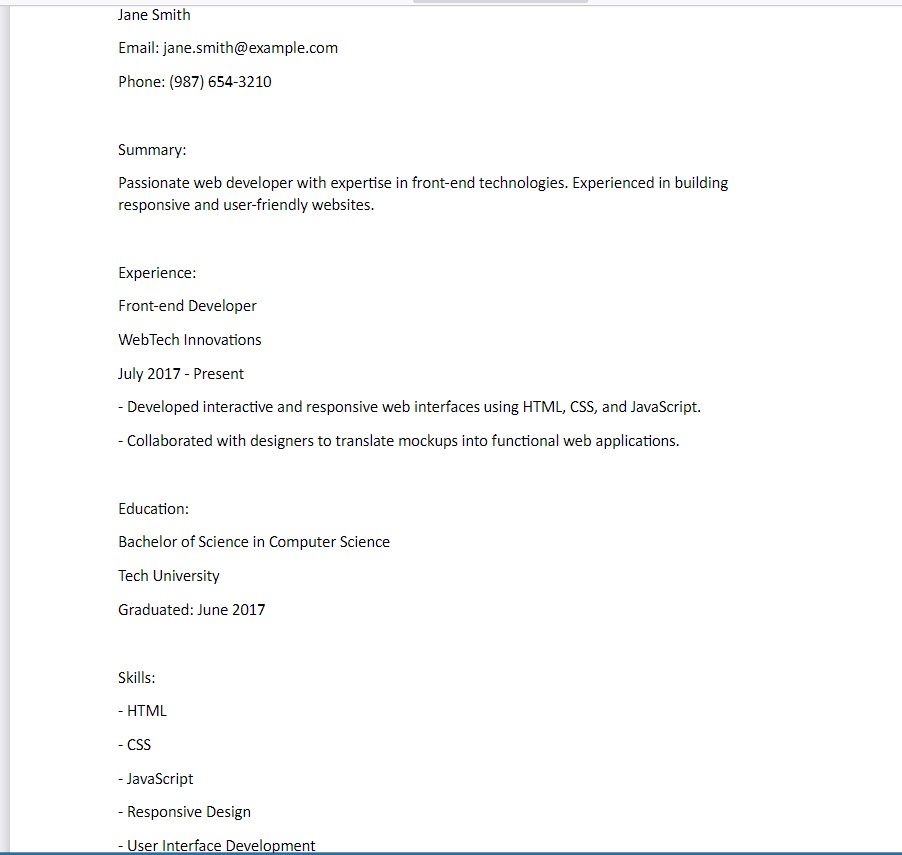 Jane Smith
Email: jane.smith@example.com
Phone: (987) 654-3210
Summary:
Passionate web developer with expertise in front-end technologies. Experienced in building
responsive and user-friendly websites.
Experience:
Front-end Developer
WebTech Innovations
July 2017 - Present
- Developed interactive and responsive web interfaces using HTML, CSS, and JavaScript.
- Collaborated with designers to translate mockups into functional web applications.
Education:
Bachelor of Science in Computer Science
Tech University
Graduated: June 2017
Skills:
- HTML
- CSS
- JavaScript
- Responsive Design
- User Interface Development